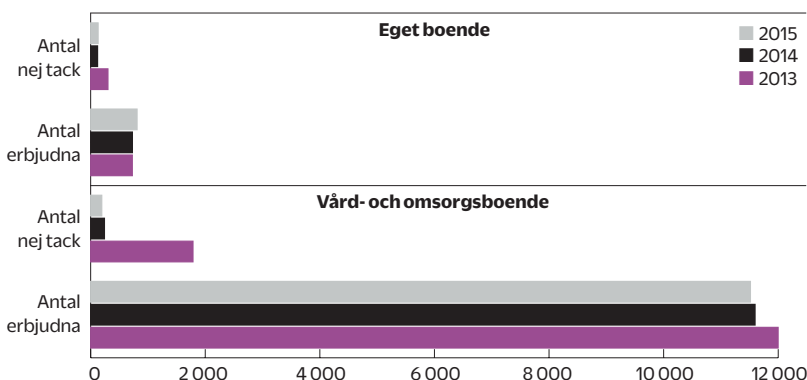 Eget boende
2015
2014
2013
Antal
nej tack
Antal
erbjudna
Vård- och omsorgsboende
Antal
nej tack
Antal
erbjudna
0 2 000 4 000 6 000 8 000 10 000 12 000